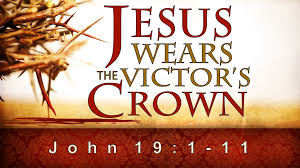 JESUS
WEARS
THE VICTOR'S
CROWN
John 19:1-11